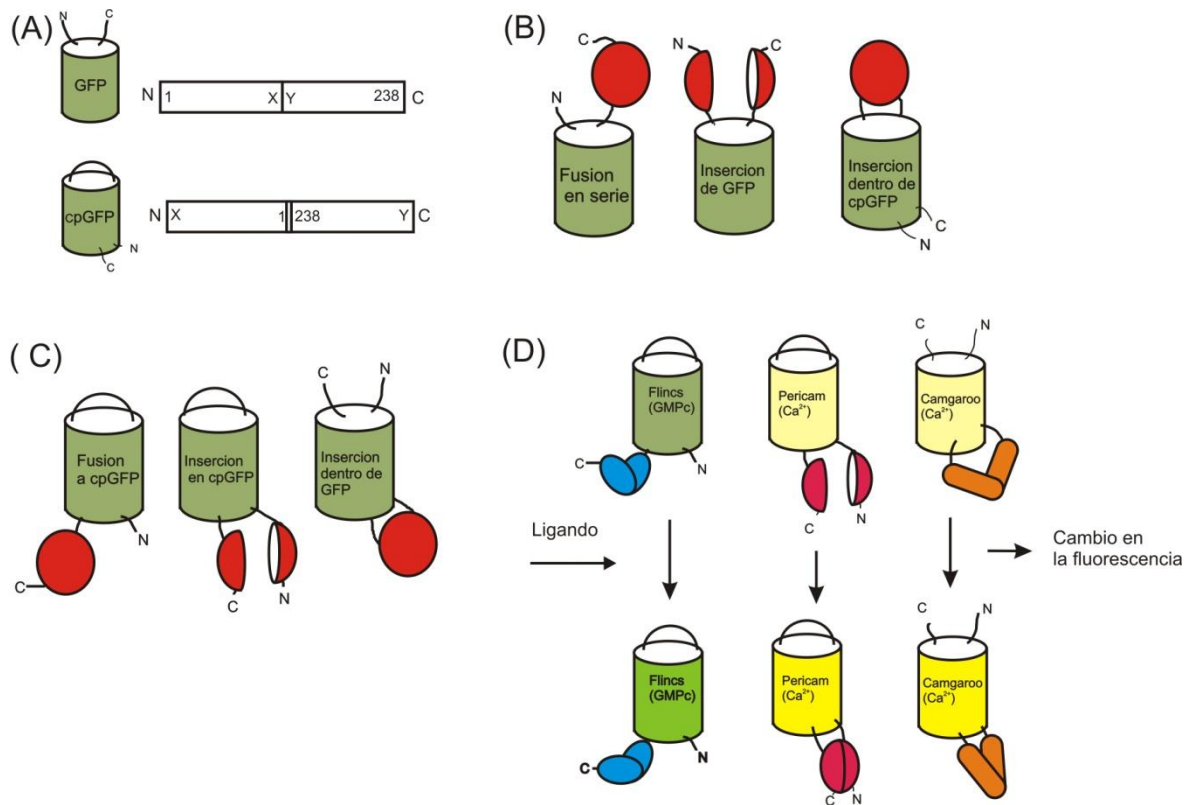 (A)
N
C
GFP
N
1
X
Y
238
C
cpGFP
N
C
N
X
1
238
Y
C
(B)
C
N
Fusion
en serie
N
C
Insercion
de GFP
Insercion
dentro de
cpGFP
C
N
( C)
Fusion
a cpGFP
N
C
Insercion
en cpGFP
C
N
C
N
Insercion
dentro de
GFP
(D)
Flincs
(GMPc)
C
N
Pericam
(Ca²⁺)
C
N
C
N
Camgaroo
(Ca²⁺)
Ligando
Cambio en
la fluorescencia
Flincs
(GMPc)
C
N
Pericam
(Ca²⁺)
C
N
C
N
Camgaroo
(Ca²⁺)